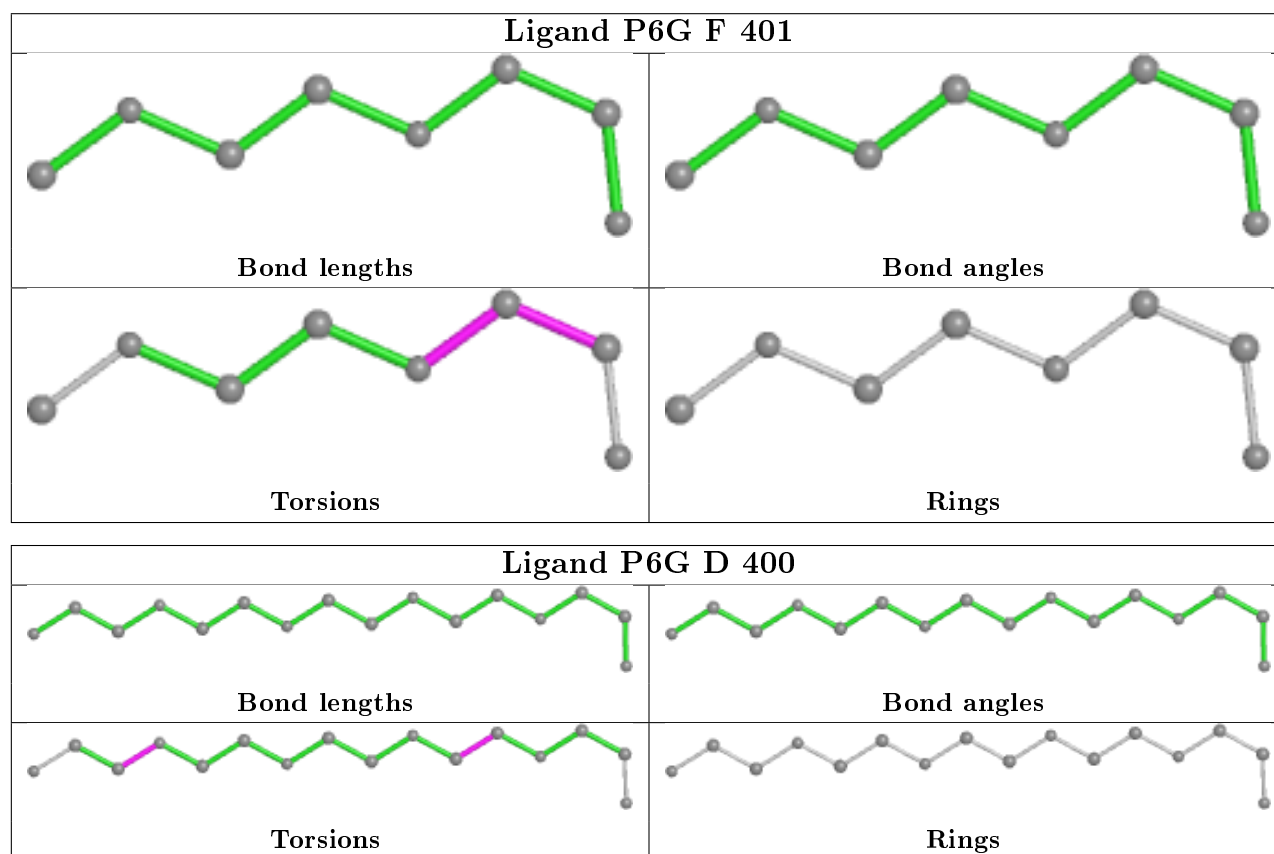 Ligand P6G F 401
Bond lengths
Bond angles
Torsions
Rings
Ligand P6G D 400
Bond lengths
Bond angles
Torsions
Rings